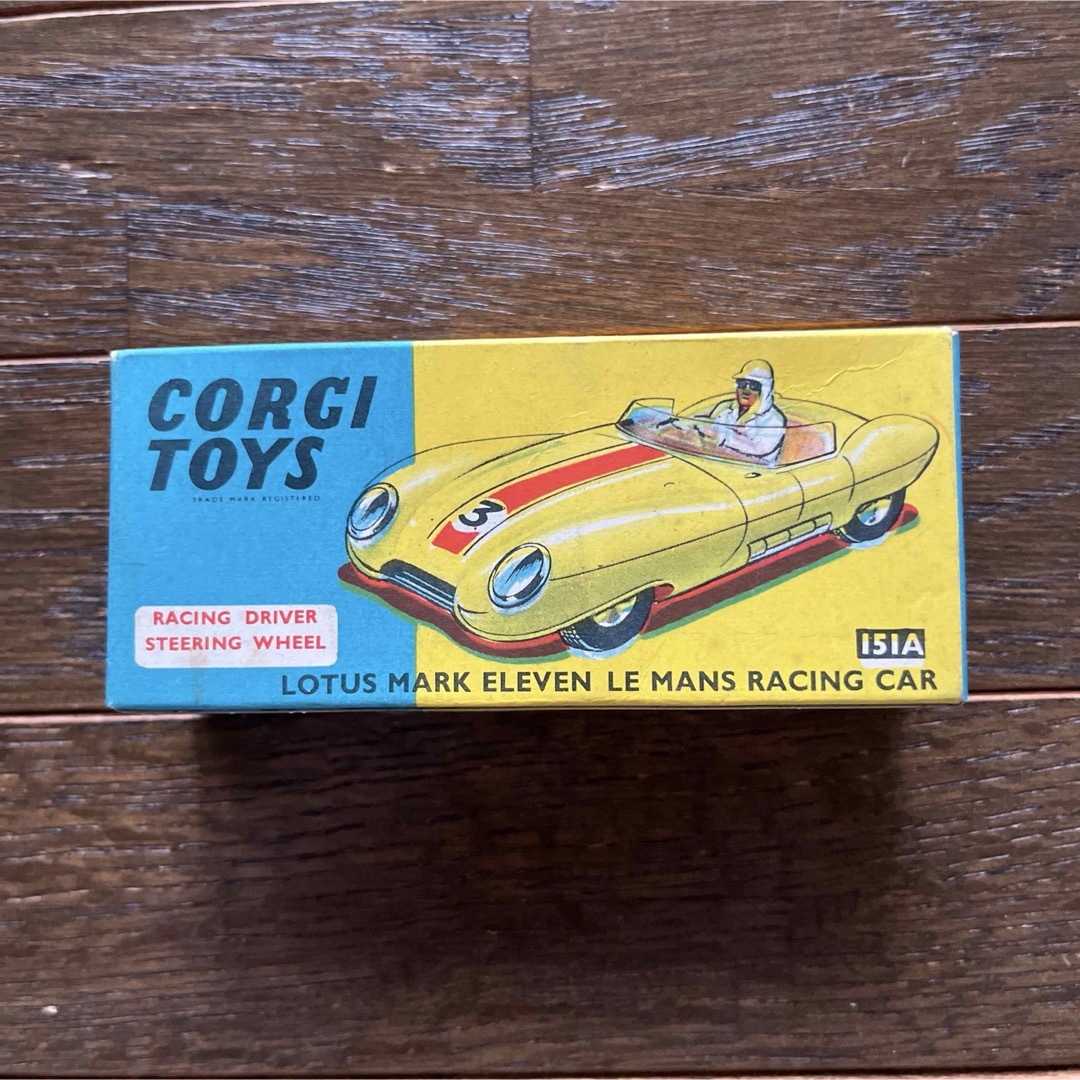 CORGI
TOYS
TRADE MARK REGISTERED
3
RACING DRIVER
STEERING WHEEL
151A
LOTUS MARK ELEVEN LE MANS RACING CAR